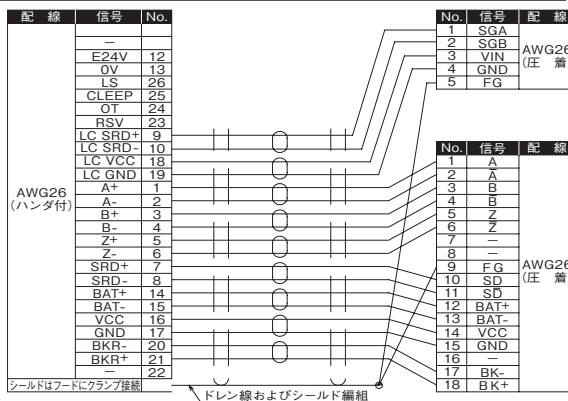 配 線 信号 No.
－
E24V 12
0V 13
LS 26
CLEEP 25
OT 24
RSV 23
LC SRD+ 9
LC SRD- 10
LC VCC 18
LC GND 19
A+ 1
A- 2
B+ 3
B- 4
Z+ 5
Z- 6
SRD+ 7
SRD- 8
BAT+ 14
BAT- 15
VCC 16
GND 17
BKR- 20
BKR+ 21
－ 22
AWG26
(ハンダ付)
シールドはフードにクランプ接続
ドレン線およびシールド編組
No. 信号 配 線
1 SGA
2 SGB
3 VIN
4 GND
5 FG
AWG26
(圧 着
No. 信号 配 線
1 A
2 A̅
3 B
4 B̅
5 Z
6 Z̅
7 －
8 －
9 FG
10 SD
11 S̅D̅
12 BAT+
13 BAT-
14 VCC
15 GND
16 －
17 BK-
18 BK+
AWG26
(圧 着